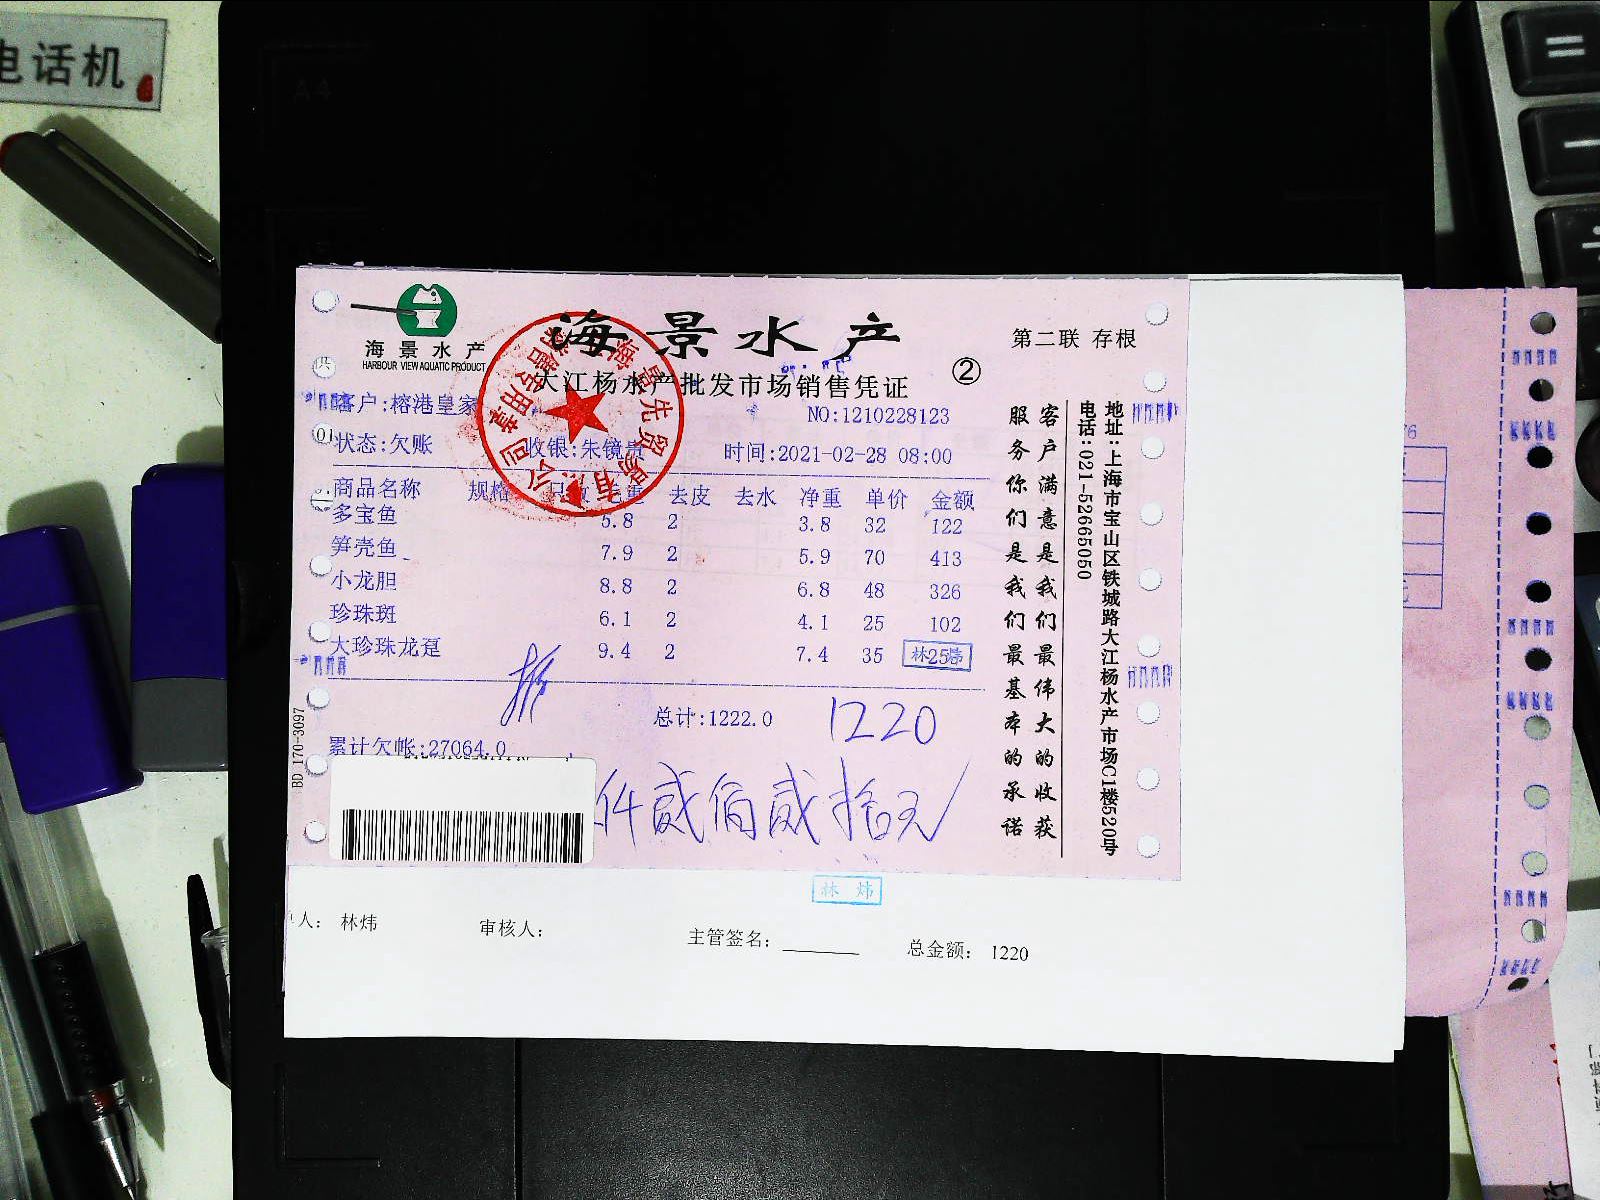 电话机
A4
海景水产
HARBOUR VIEW AQUATIC PRODUCT
海景水产
第二联 存根
大江杨水产批发市场销售凭证
②
客户:榕港皇家
NO:1210228123
状态:欠账 收银:朱镜贵 时间:2021-02-28 08:00
商品名称 规格 只数 毛重 去皮 去水 净重 单价 金额
多宝鱼 5.8 2 3.8 32 122
笋壳鱼 7.9 2 5.9 70 413
小龙胆 8.8 2 6.8 48 326
珍珠斑 6.1 2 4.1 25 102
大珍珠龙趸 9.4 2 7.4 35
总计:1222.0
1220
累计欠帐:27064.0
仟贰佰贰拾元
BD 170-3097
客户满意是我们最伟大的收获
服务你们是我们最基本的承诺
地址:上海市宝山区铁城路大江杨水产市场C1楼520号
电话:021-52665050
林炜
人: 林炜 审核人: 主管签名: 总金额: 1220